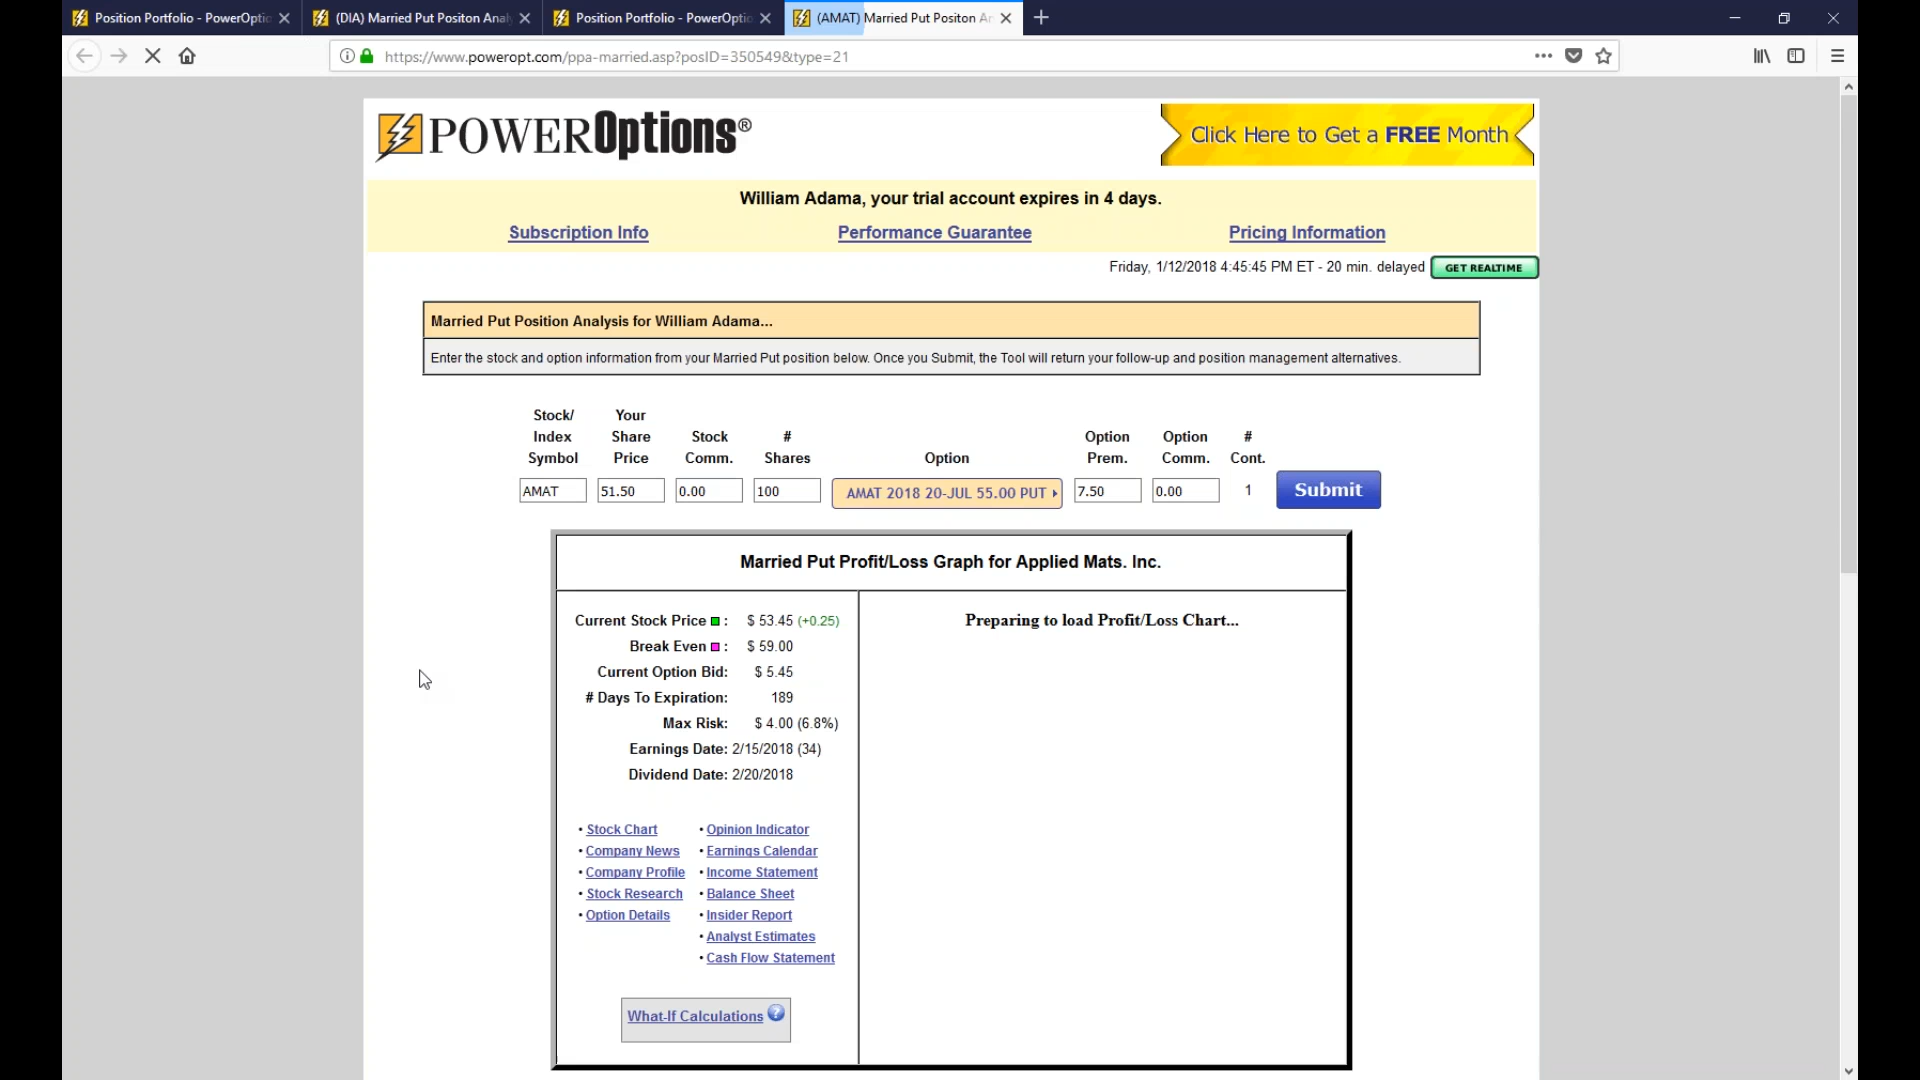 Position Portfolio - PowerOptio
(DIA) Married Put Positon Anal
Position Portfolio - PowerOptio
(AMAT) Married Put Positon An
https://www.poweropt.com/ppa-married.asp?posID=350549&type=21
POWEROptions®
Click Here to Get a FREE Month
William Adama, your trial account expires in 4 days.
Subscription Info
Performance Guarantee
Pricing Information
Friday, 1/12/2018 4:45:45 PM ET - 20 min. delayed
GET REALTIME
Married Put Position Analysis for William Adama...
Enter the stock and option information from your Married Put position below. Once you Submit, the Tool will return your follow-up and position management alternatives.
Stock/ Your
Index Share Stock # Option Option #
Symbol Price Comm. Shares Option Prem. Comm. Cont.
AMAT 51.50 0.00 100 AMAT 2018 20-JUL 55.00 PUT 7.50 0.00 1 Submit
Married Put Profit/Loss Graph for Applied Mats. Inc.
Current Stock Price : $ 53.45 (+0.25)
Break Even : $ 59.00
Current Option Bid: $ 5.45
# Days To Expiration: 189
Max Risk: $ 4.00 (6.8%)
Earnings Date: 2/15/2018 (34)
Dividend Date: 2/20/2018
Preparing to load Profit/Loss Chart...
• Stock Chart
• Company News
• Company Profile
• Stock Research
• Option Details
• Opinion Indicator
• Earnings Calendar
• Income Statement
• Balance Sheet
• Insider Report
• Analyst Estimates
• Cash Flow Statement
What-If Calculations ?